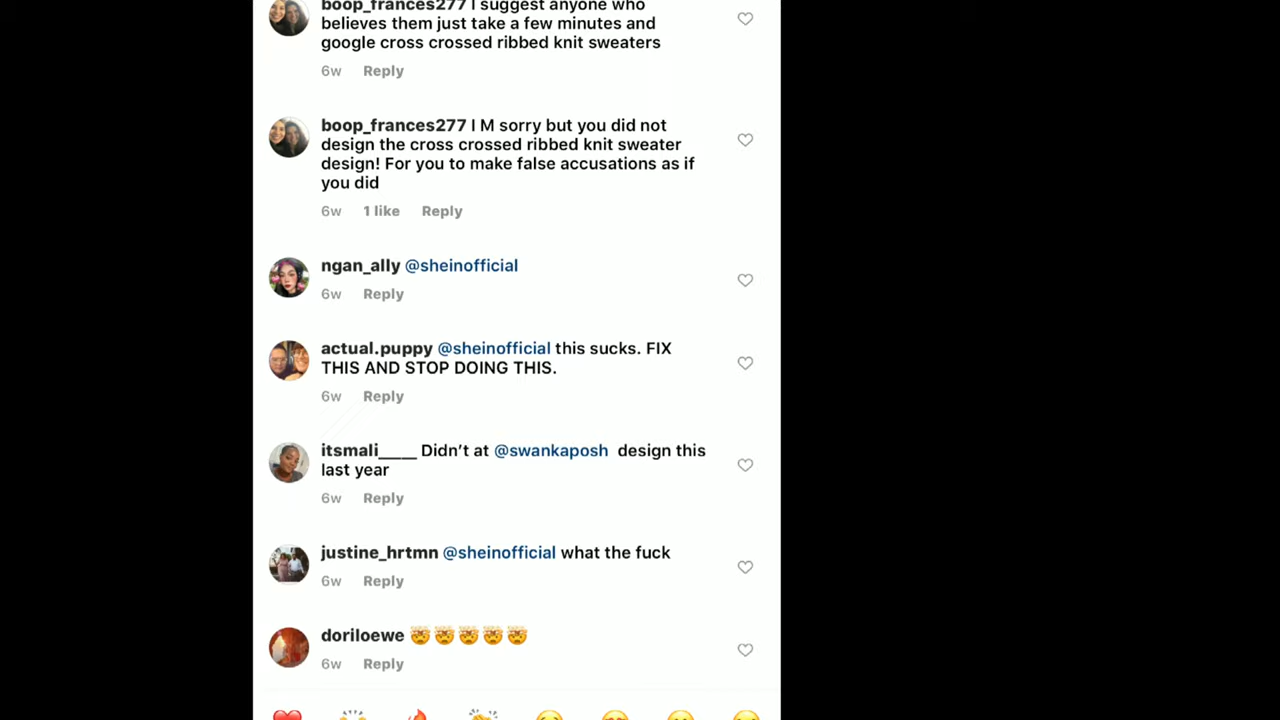 boop_frances277 I suggest anyone who
believes them just take a few minutes and
google cross crossed ribbed knit sweaters
6w Reply
boop_frances277 I M sorry but you did not
design the cross crossed ribbed knit sweater
design! For you to make false accusations as if
you did
6w 1 like Reply
ngan_ally @sheinofficial
6w Reply
actual.puppy @sheinofficial this sucks. FIX
THIS AND STOP DOING THIS.
6w Reply
itsmali____ Didn’t at @swankaposh design this
last year
6w Reply
justine_hrtmn @sheinofficial what the fuck
6w Reply
doriloewe 🤯🤯🤯🤯🤯
6w Reply